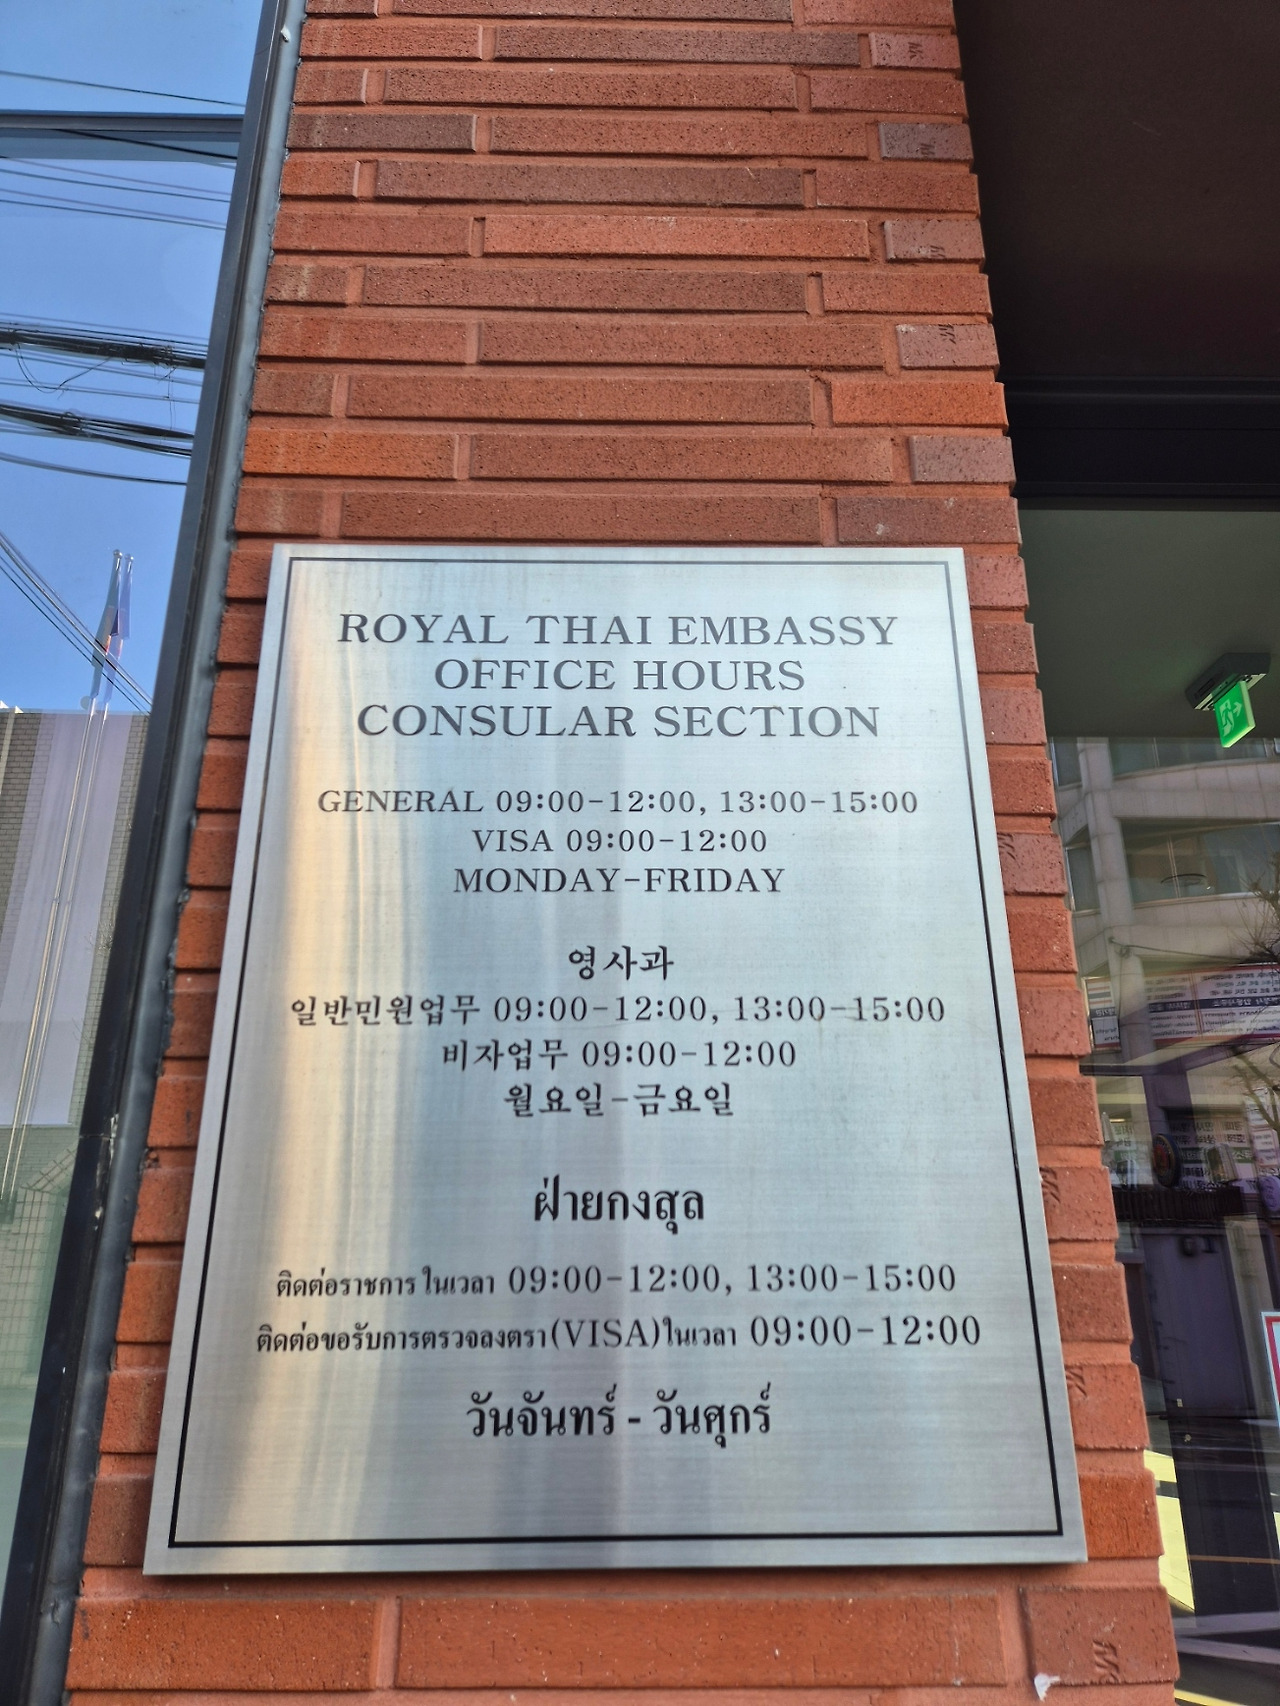 ROYAL THAI EMBASSY
OFFICE HOURS
CONSULAR SECTION
GENERAL 09:00-12:00, 13:00-15:00
VISA 09:00-12:00
MONDAY-FRIDAY
영사과
일반민원업무 09:00-12:00, 13:00-15:00
비자업무 09:00-12:00
월요일-금요일
ฝ่ายกงสุล
ติดต่อราชการ ในเวลา 09:00-12:00, 13:00-15:00
ติดต่อขอรับการตรวจลงตรา(VISA)ในเวลา 09:00-12:00
วันจันทร์ - วันศุกร์